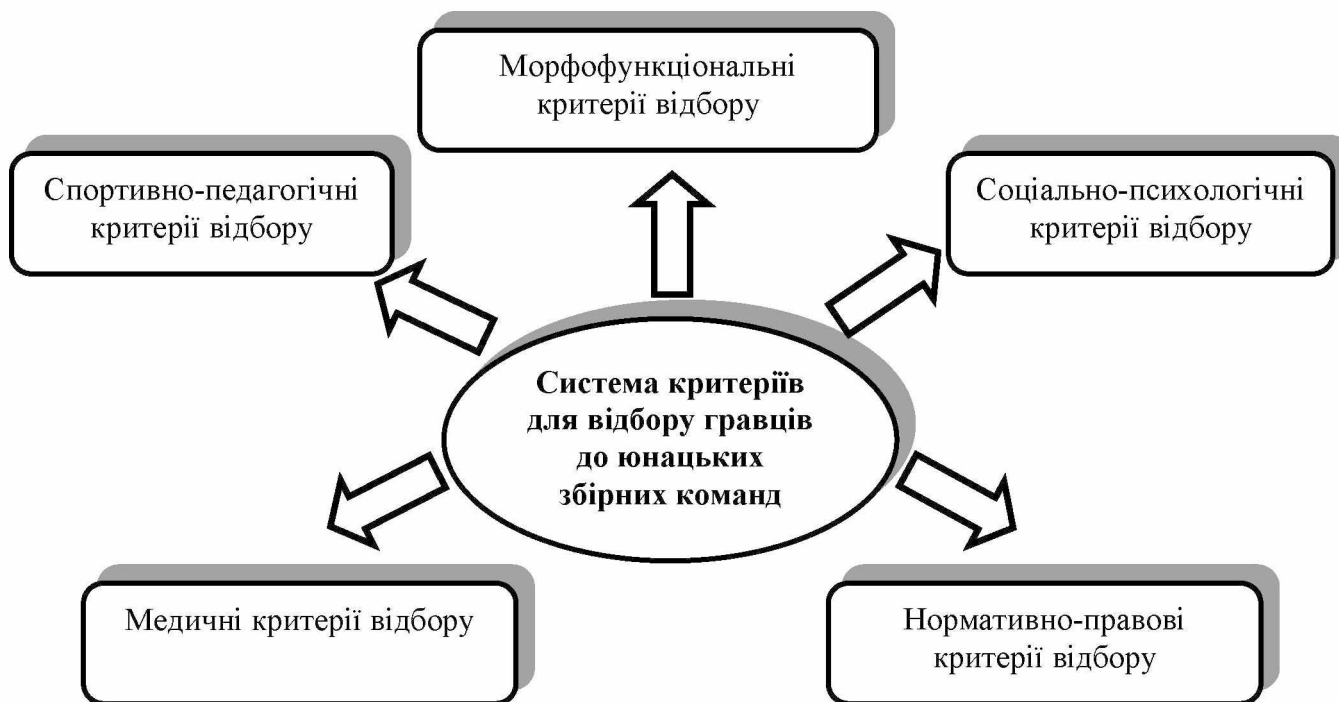 Морфофункціональні
критерії відбору
Спортивно-педагогічні
критерії відбору
Соціально-психологічні
критерії відбору
Система критеріїв
для відбору гравців
до юнацьких
збірних команд
Медичні критерії відбору
Нормативно-правові
критерії відбору